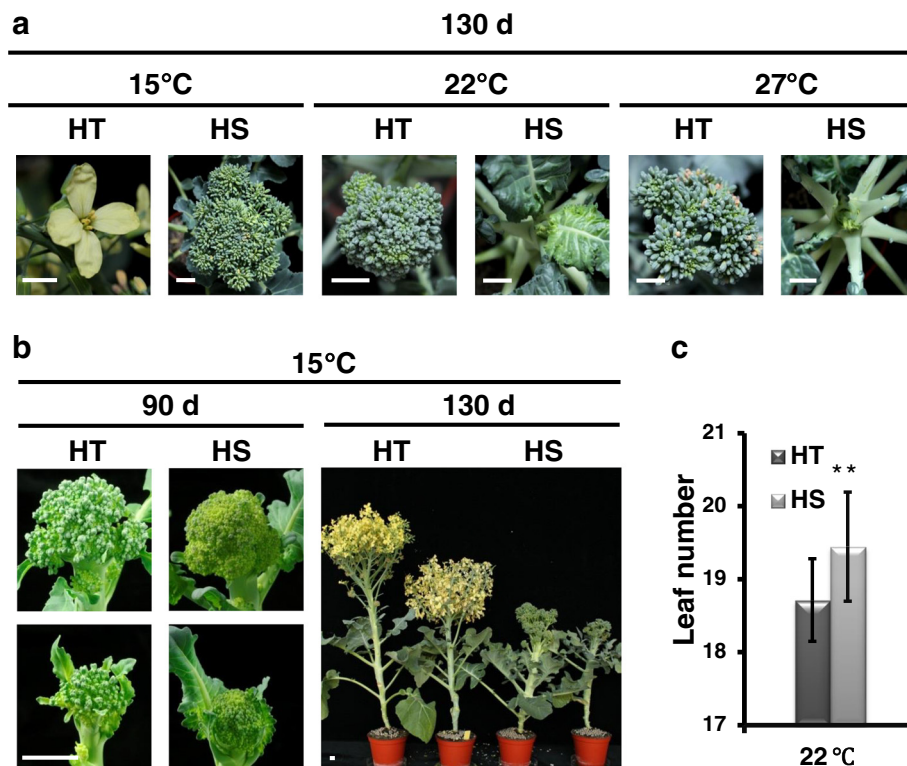 a
130 d
15°C 22°C 27°C
HT HS HT HS HT HS
b
15°C
90 d 130 d
HT HS HT HS
c
21
20
19
18
17
Leaf number
HT
HS
**
22 °C